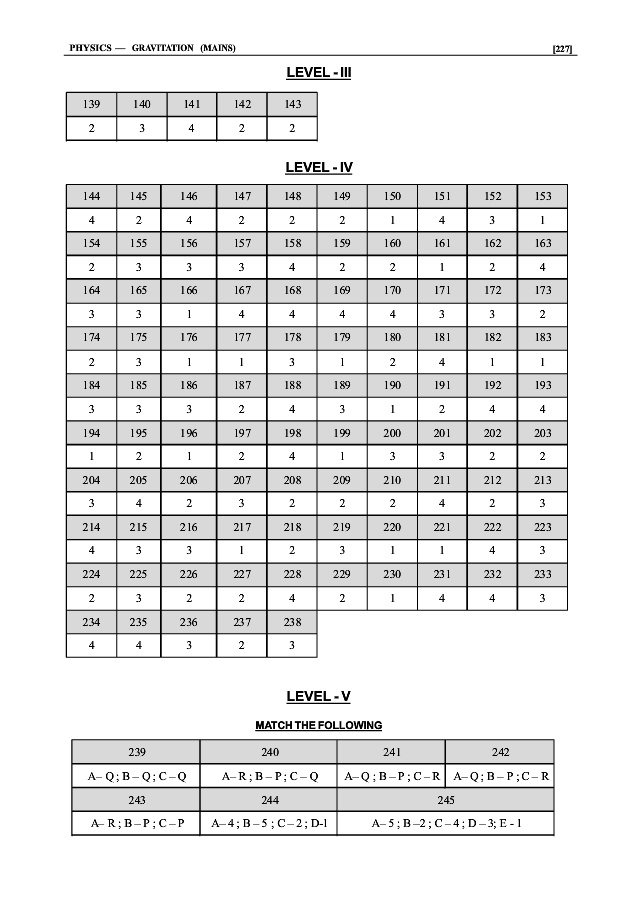 PHYSICS — GRAVITATION (MAINS) [227]
LEVEL - III
139 140 141 142 143
2 3 4 2 2
LEVEL - IV
144 145 146 147 148 149 150 151 152 153
4 2 4 2 2 2 1 4 3 1
154 155 156 157 158 159 160 161 162 163
2 3 3 3 4 2 2 1 2 4
164 165 166 167 168 169 170 171 172 173
3 3 1 4 4 4 4 3 3 2
174 175 176 177 178 179 180 181 182 183
2 3 1 1 3 1 2 4 1 1
184 185 186 187 188 189 190 191 192 193
3 3 3 2 4 3 1 2 4 4
194 195 196 197 198 199 200 201 202 203
1 2 1 2 4 1 3 3 2 2
204 205 206 207 208 209 210 211 212 213
3 4 2 3 2 2 2 4 2 3
214 215 216 217 218 219 220 221 222 223
4 3 3 1 2 3 1 1 4 3
224 225 226 227 228 229 230 231 232 233
2 3 2 2 4 2 1 4 4 3
234 235 236 237 238
4 4 3 2 3
LEVEL - V
MATCH THE FOLLOWING
239 240 241 242
A– Q ; B – Q ; C – Q A– R ; B – P ; C – Q A– Q ; B – P ; C – R A– Q ; B – P ; C – R
243 244 245
A– R ; B – P ; C – P A– 4 ; B – 5 ; C – 2 ; D-1 A– 5 ; B –2 ; C – 4 ; D – 3; E - 1